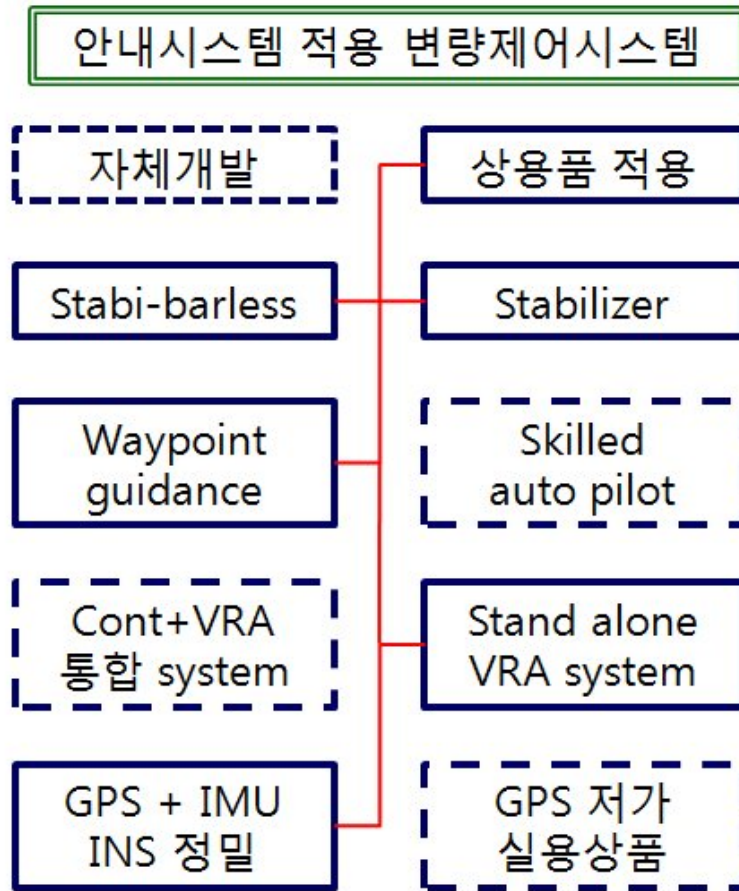 안내시스템 적용 변량제어시스템
자체개발
상용품 적용
Stabi-barless
Stabilizer
Waypoint
guidance
Skilled
auto pilot
Cont+VRA
통합 system
Stand alone
VRA system
GPS + IMU
INS 정밀
GPS 저가
실용상품